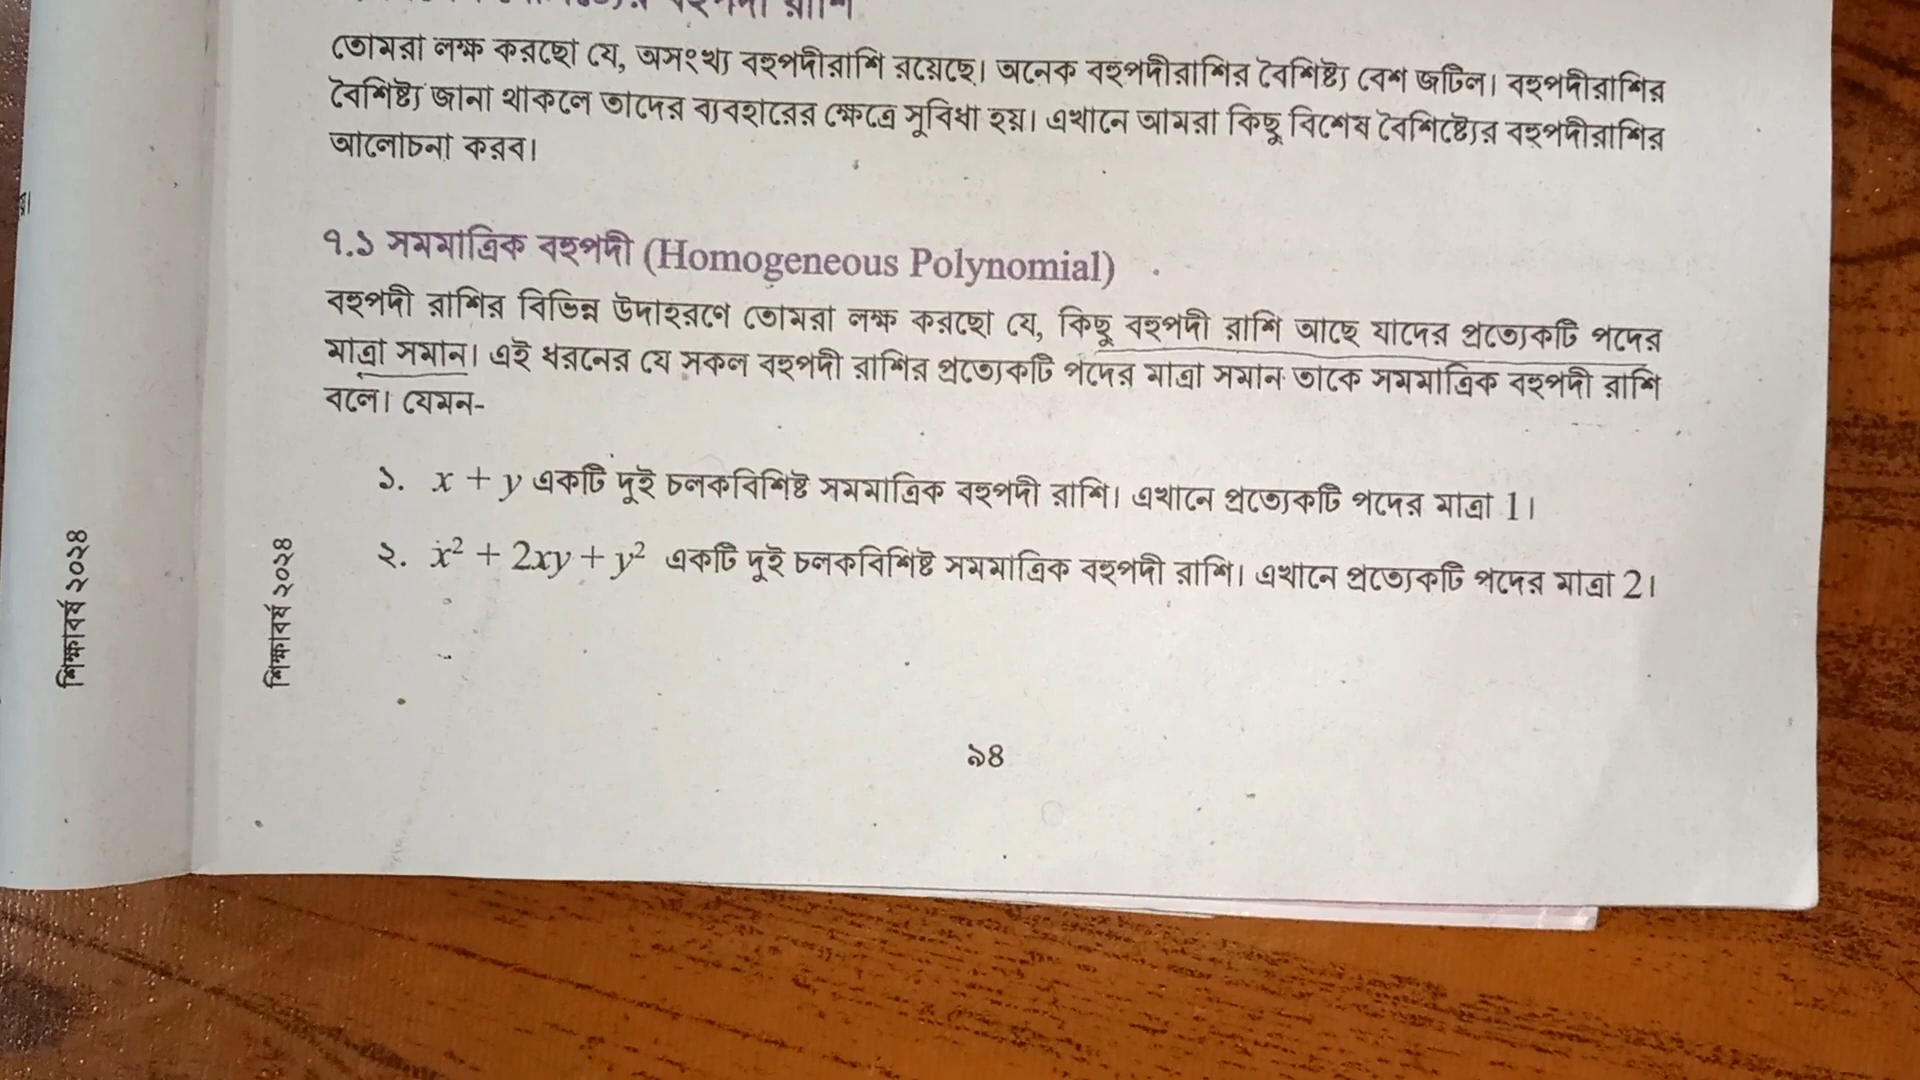 তোমরা লক্ষ করছো যে, অসংখ্য বহুপদীরাশি রয়েছে। অনেক বহুপদীরাশির বৈশিষ্ট্য বেশ জটিল। বহুপদীরাশির
বৈশিষ্ট্য জানা থাকলে তাদের ব্যবহারের ক্ষেত্রে সুবিধা হয়। এখানে আমরা কিছু বিশেষ বৈশিষ্ট্যের বহুপদীরাশির
আলোচনা করব।
৭.১ সমমাত্রিক বহুপদী (Homogeneous Polynomial)
বহুপদী রাশির বিভিন্ন উদাহরণে তোমরা লক্ষ করছো যে, কিছু বহুপদী রাশি আছে যাদের প্রত্যেকটি পদের
মাত্রা সমান। এই ধরনের যে সকল বহুপদী রাশির প্রত্যেকটি পদের মাত্রা সমান তাকে সমমাত্রিক বহুপদী রাশি
বলে। যেমন-
১. x + y একটি দুই চলকবিশিষ্ট সমমাত্রিক বহুপদী রাশি। এখানে প্রত্যেকটি পদের মাত্রা 1।
২. x² + 2xy + y² একটি দুই চলকবিশিষ্ট সমমাত্রিক বহুপদী রাশি। এখানে প্রত্যেকটি পদের মাত্রা 2।
শিক্ষাবর্ষ ২০২৪
শিক্ষাবর্ষ ২০২৪
৯৪